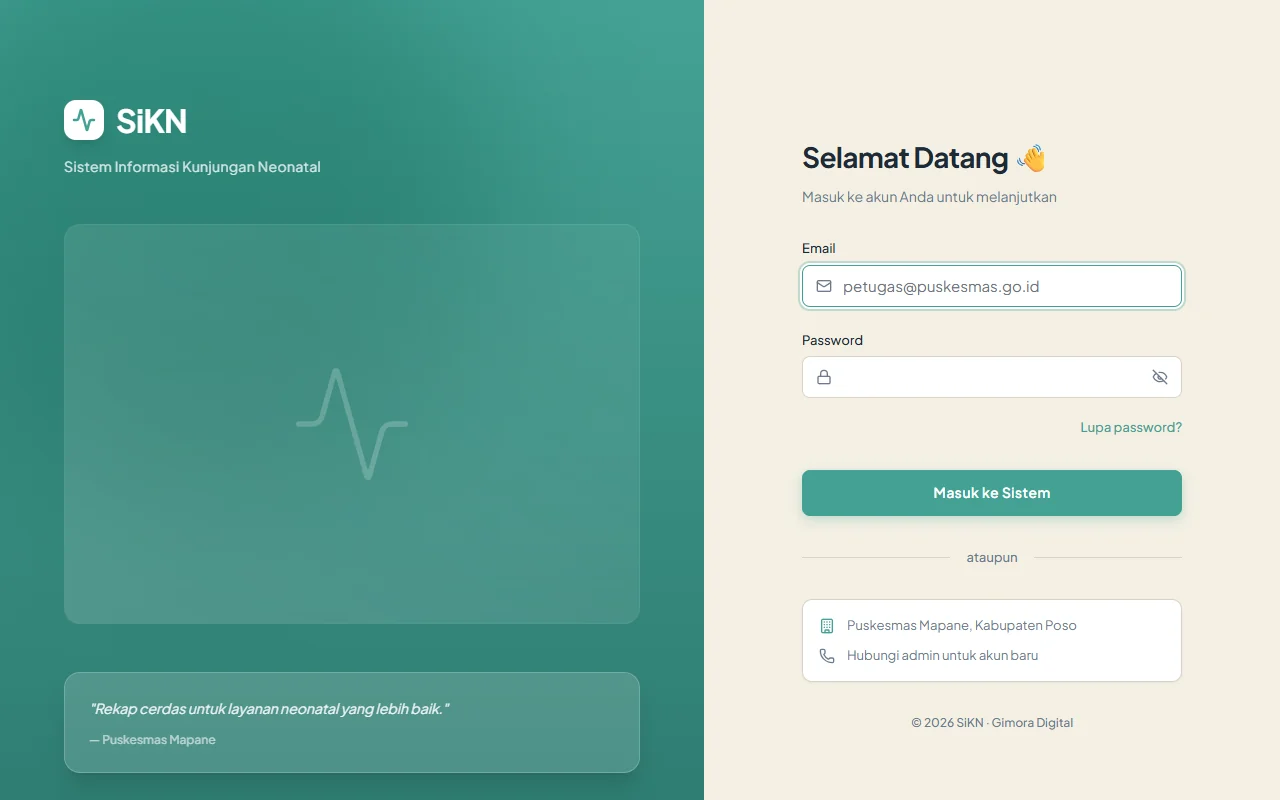 SiKN
Sistem Informasi Kunjungan Neonatal
"Rekap cerdas untuk layanan neonatal yang lebih baik."
— Puskesmas Mapane
Selamat Datang 👋
Masuk ke akun Anda untuk melanjutkan
Email
petugas@puskesmas.go.id
Password
Lupa password?
Masuk ke Sistem
ataupun
Puskesmas Mapane, Kabupaten Poso
Hubungi admin untuk akun baru
© 2026 SiKN · Gimora Digital